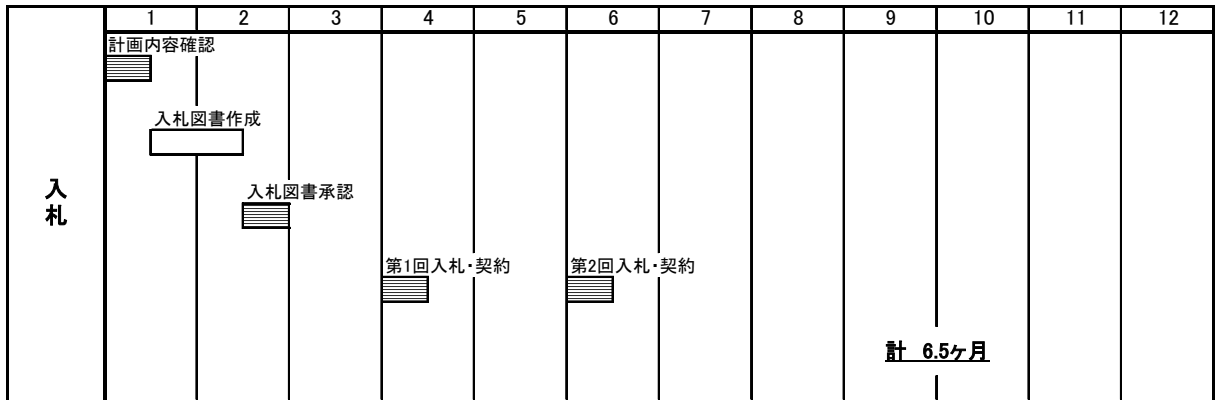 1 2 3 4 5 6 7 8 9 10 11 12
計画内容確認
入札図書作成
入札
入札図書承認
第1回入札・契約 第2回入札・契約
計 6.5ヶ月